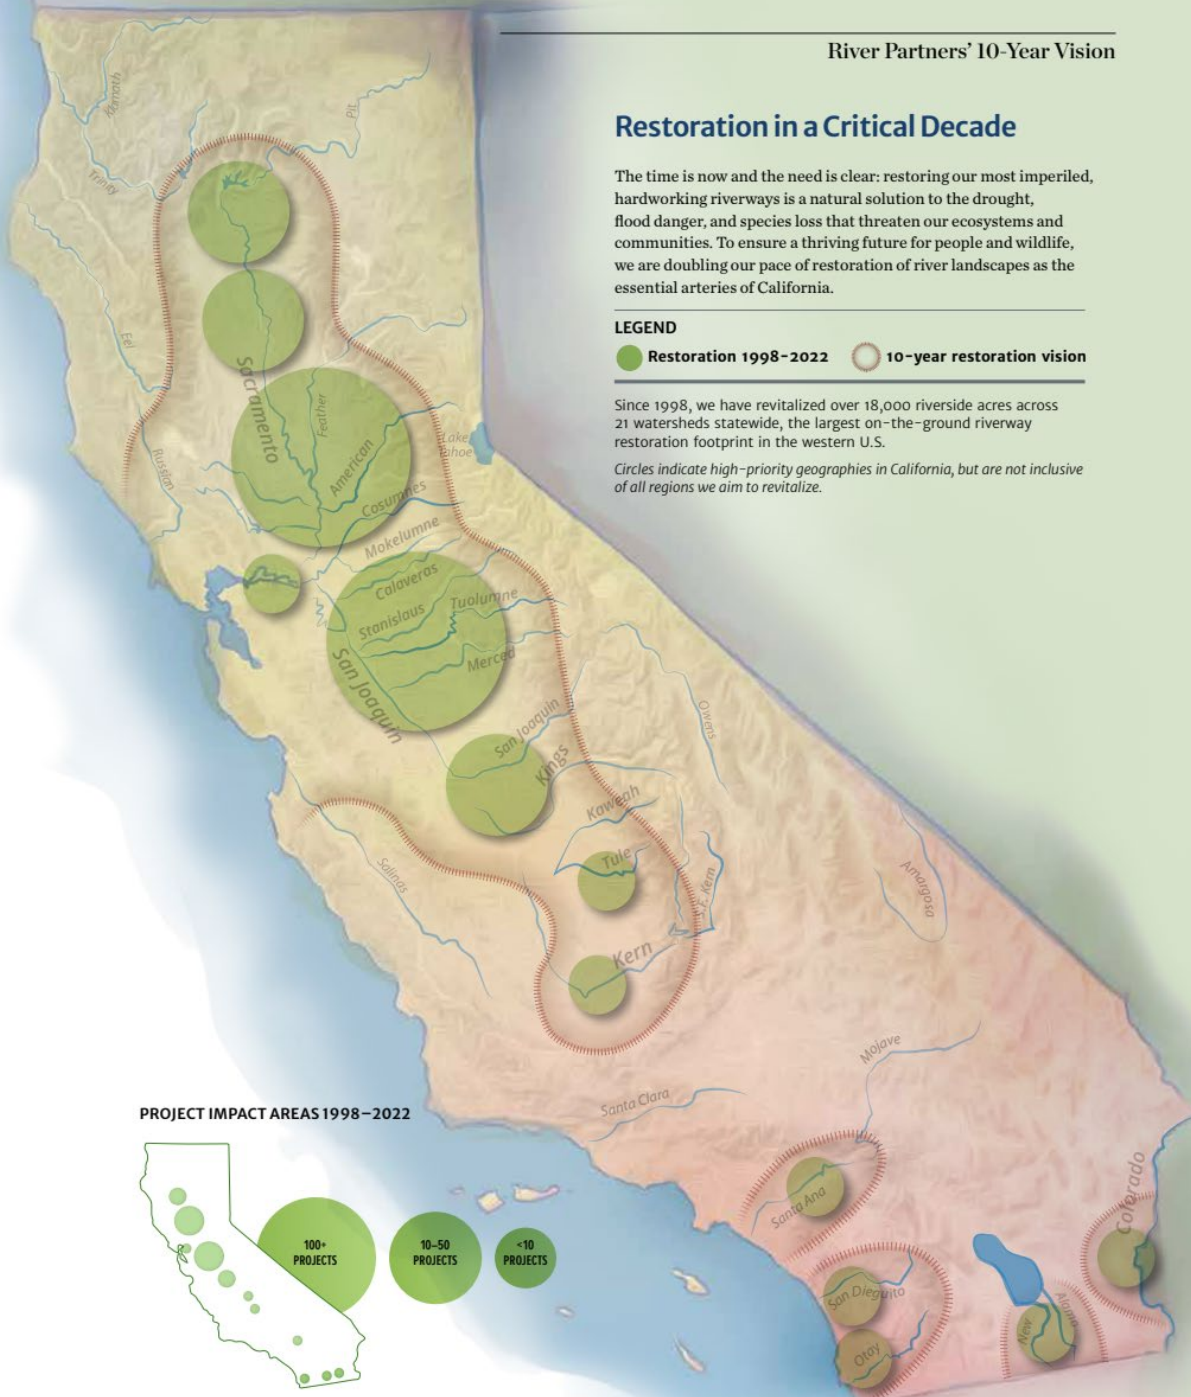 River Partners’ 10-Year Vision
Restoration in a Critical Decade
The time is now and the need is clear: restoring our most imperiled,
hardworking riverways is a natural solution to the drought,
flood danger, and species loss that threaten our ecosystems and
communities. To ensure a thriving future for people and wildlife,
we are doubling our pace of restoration of river landscapes as the
essential arteries of California.
LEGEND
Restoration 1998-2022
10-year restoration vision
Since 1998, we have revitalized over 18,000 riverside acres across
21 watersheds statewide, the largest on-the-ground riverway
restoration footprint in the western U.S.
Circles indicate high-priority geographies in California, but are not inclusive
of all regions we aim to revitalize.
Klamath
Pit
Trinity
Eel
Sacramento
Feather
American
Lake
Tahoe
Russian
Cosumnes
Mokelumne
Calaveras
Stanislaus
Tuolumne
Merced
San Joaquin
San Joaquin
Kings
Owens
Kaweah
Tule
Salinas
S.F. Kern
Amargosa
Kern
Mojave
Santa Clara
Santa Ana
Colorado
San Dieguito
Otay
New
Alamo
PROJECT IMPACT AREAS 1998–2022
100+
PROJECTS
10–50
PROJECTS
<10
PROJECTS